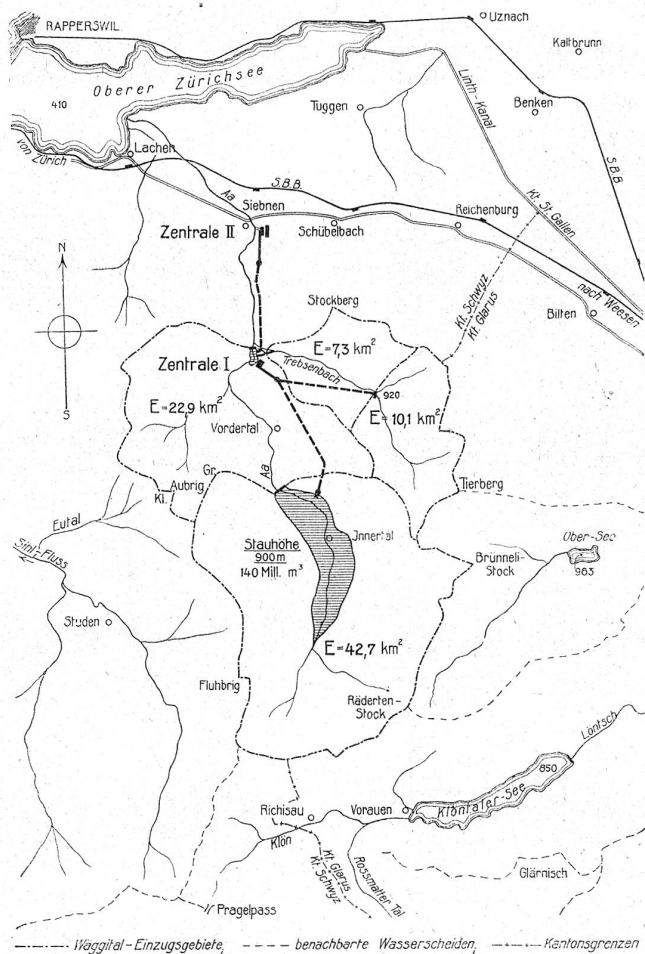 RAPPERSWIL
Uznach
Kaltbrunn
Oberer Zürichsee
410
Linth-Kanal
Tuggen
Benken
von Zürich
Lachen
S.B.B.
S.B.B.
Aa
Siebnen
Reichenburg
Kt. St. Gallen
Zentrale II
Schübelbach
nach Weesen
N
S
Stockberg
Kt. Schwyz
Kt. Glarus
Bilten
E=7,3 km²
Zentrale I
Trebsenbach
920
E=22,9 km²
E=10,1 km²
Vordertal
Aa
Gr.
Aubrig
Kl.
Tierberg
Eutal
Sihl-Fluss
Stauhöhe
900m
140 Mill. m³
Innertal
Ober-See
983
Brünneli-
Stock
Studen
E=42,7 km²
Fluhbrig
Räderten-
Stock
Löntsch
850
Klöntaler-See
Richisau
Vorauen
Klön
Kt. Glarus
Kt. Schwyz
Rossmatter Tal
Glärnisch
Pragelpass
Wäggital-Einzugsgebiete, benachbarte Wasserscheiden, Kantonsgrenzen